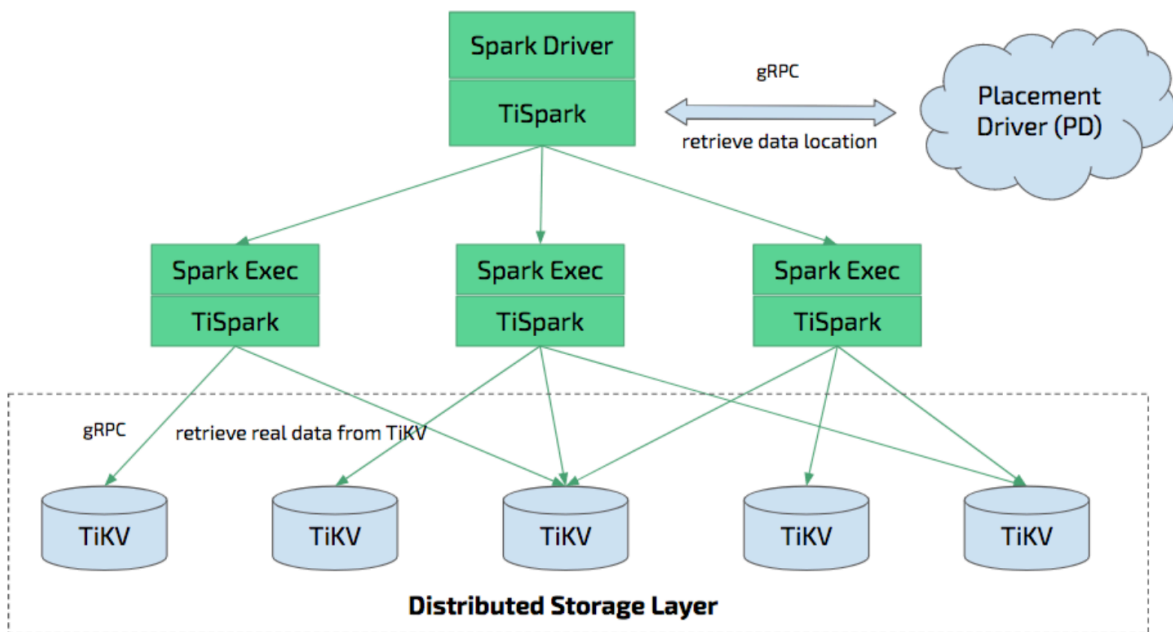 Spark Driver
TiSpark
gRPC
retrieve data location
Placement
Driver (PD)
Spark Exec
TiSpark
Spark Exec
TiSpark
Spark Exec
TiSpark
gRPC
retrieve real data from TiKV
TiKV
TiKV
TiKV
TiKV
TiKV
Distributed Storage Layer